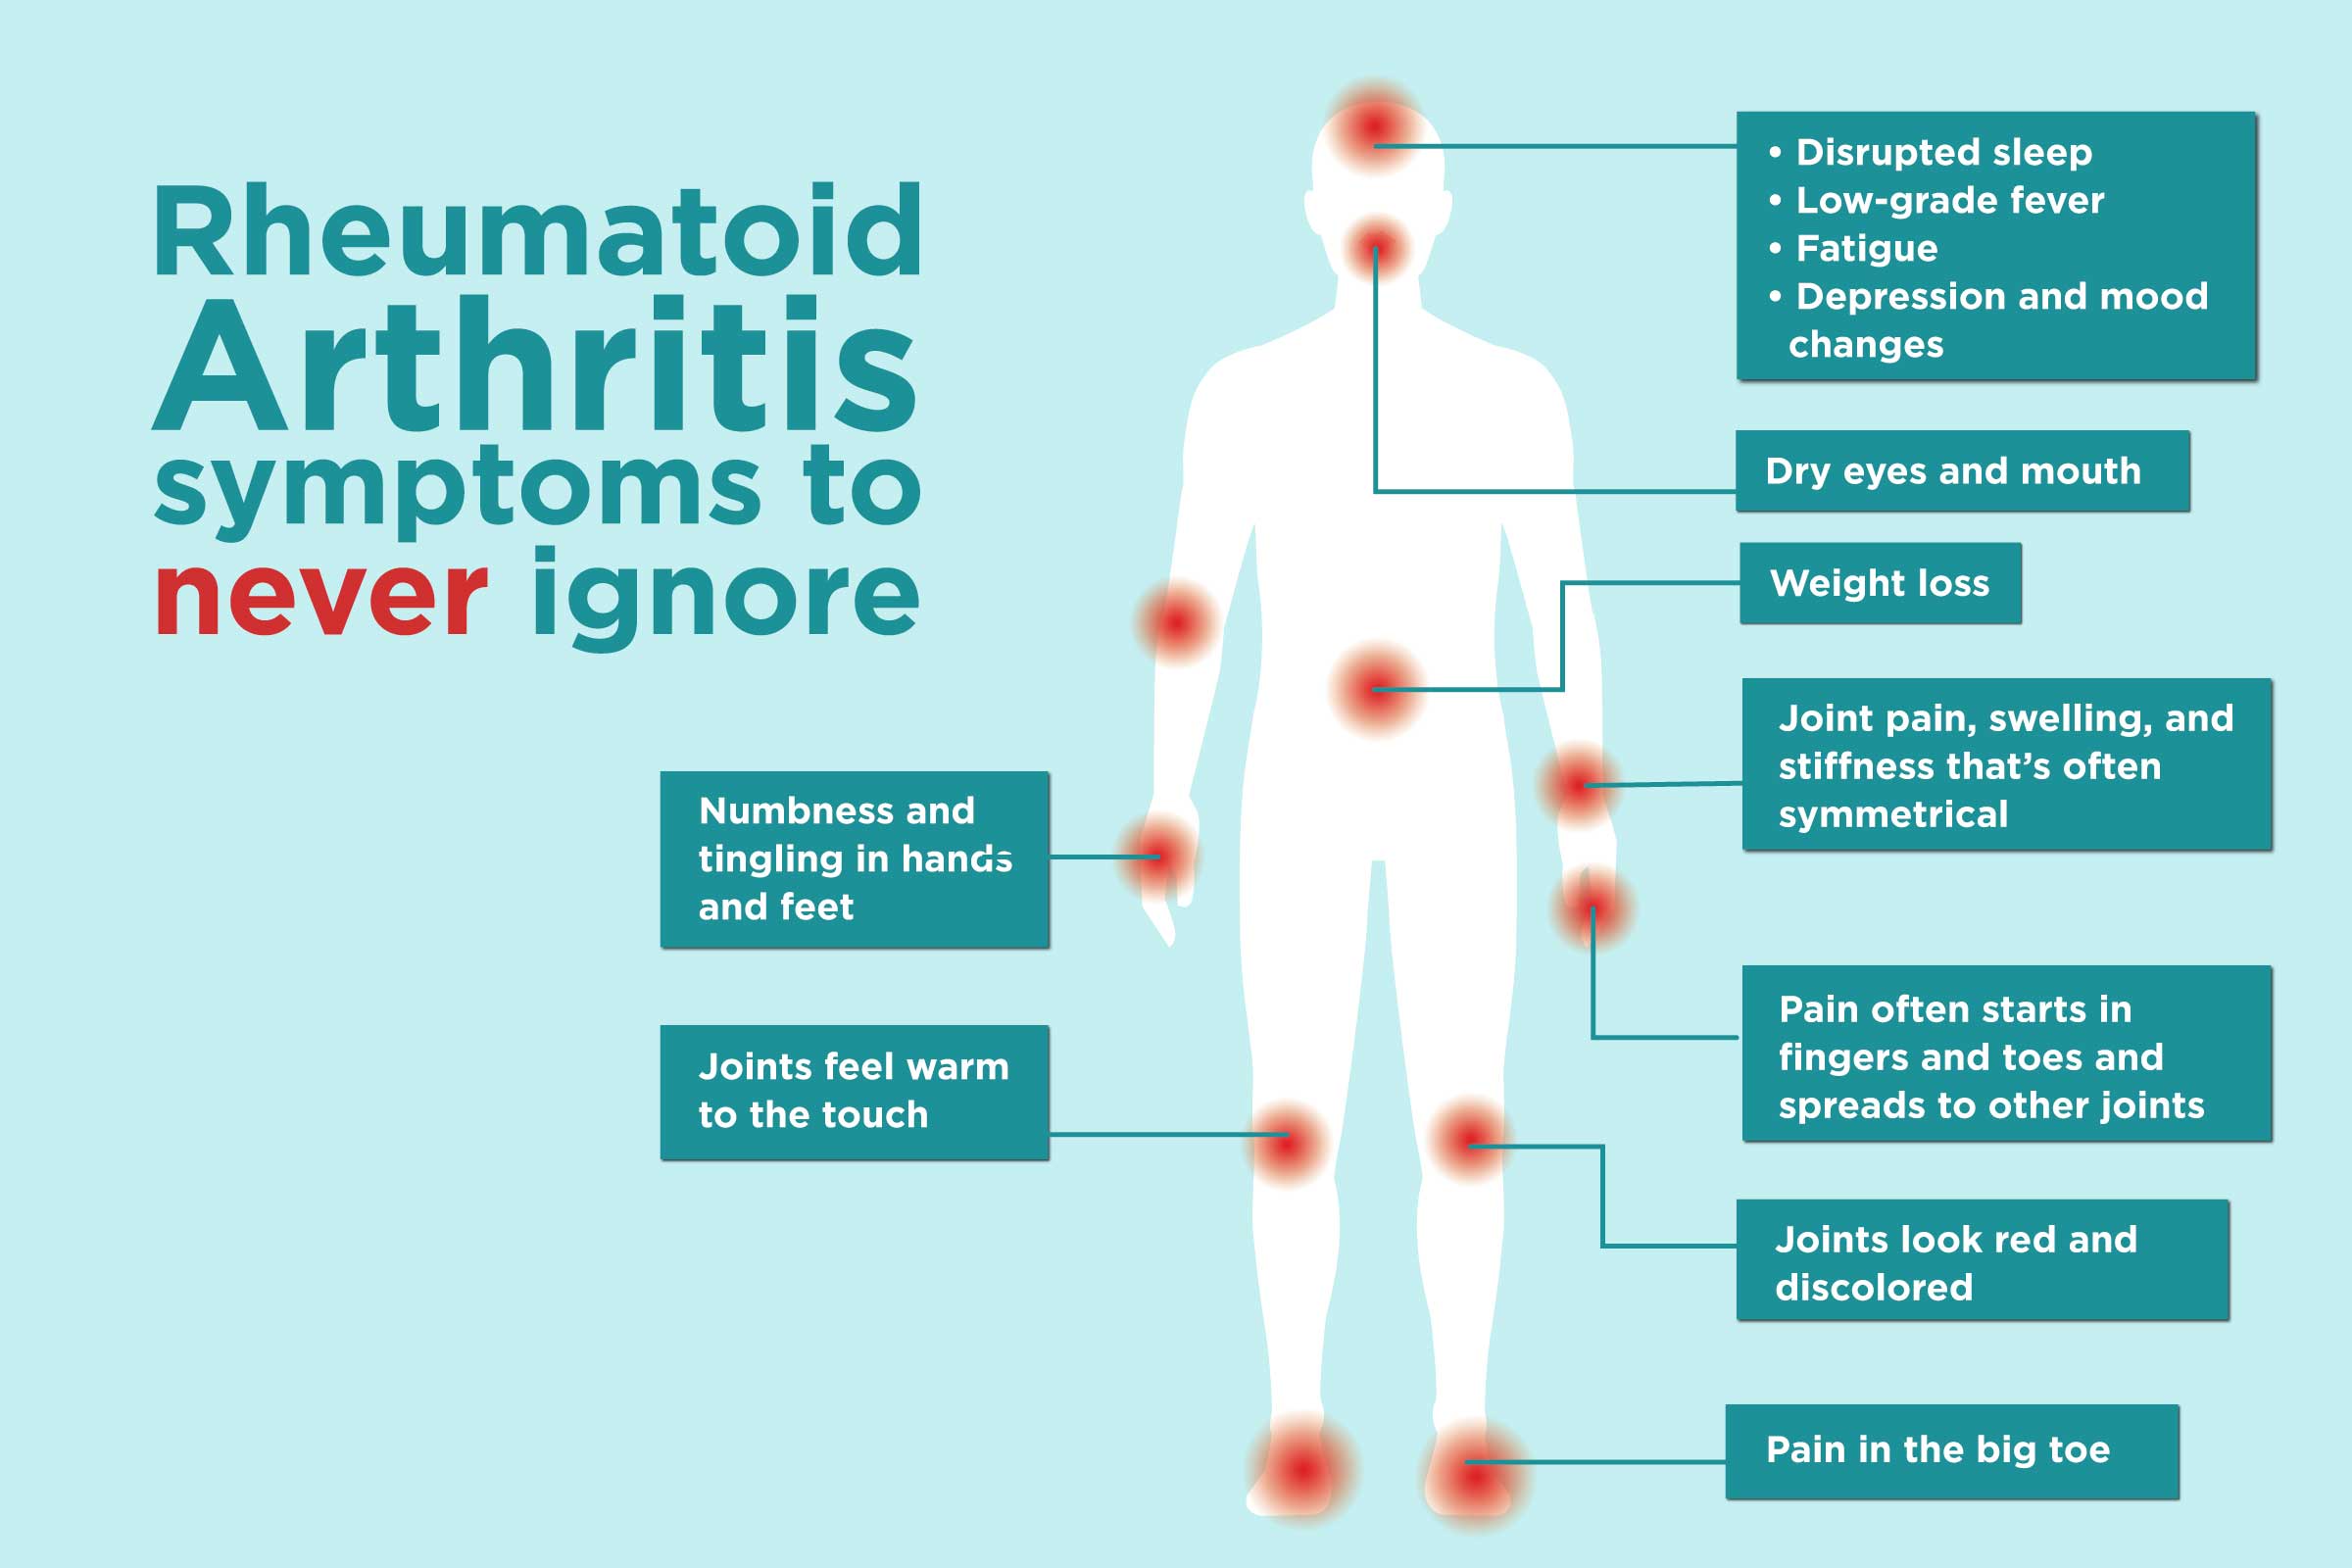 Rheumatoid
Arthritis
symptoms to
never ignore
• Disrupted sleep
• Low-grade fever
• Fatigue
• Depression and mood
changes
Dry eyes and mouth
Weight loss
Joint pain, swelling, and
stiffness that’s often
symmetrical
Numbness and
tingling in hands
and feet
Pain often starts in
fingers and toes and
spreads to other joints
Joints feel warm
to the touch
Joints look red and
discolored
Pain in the big toe